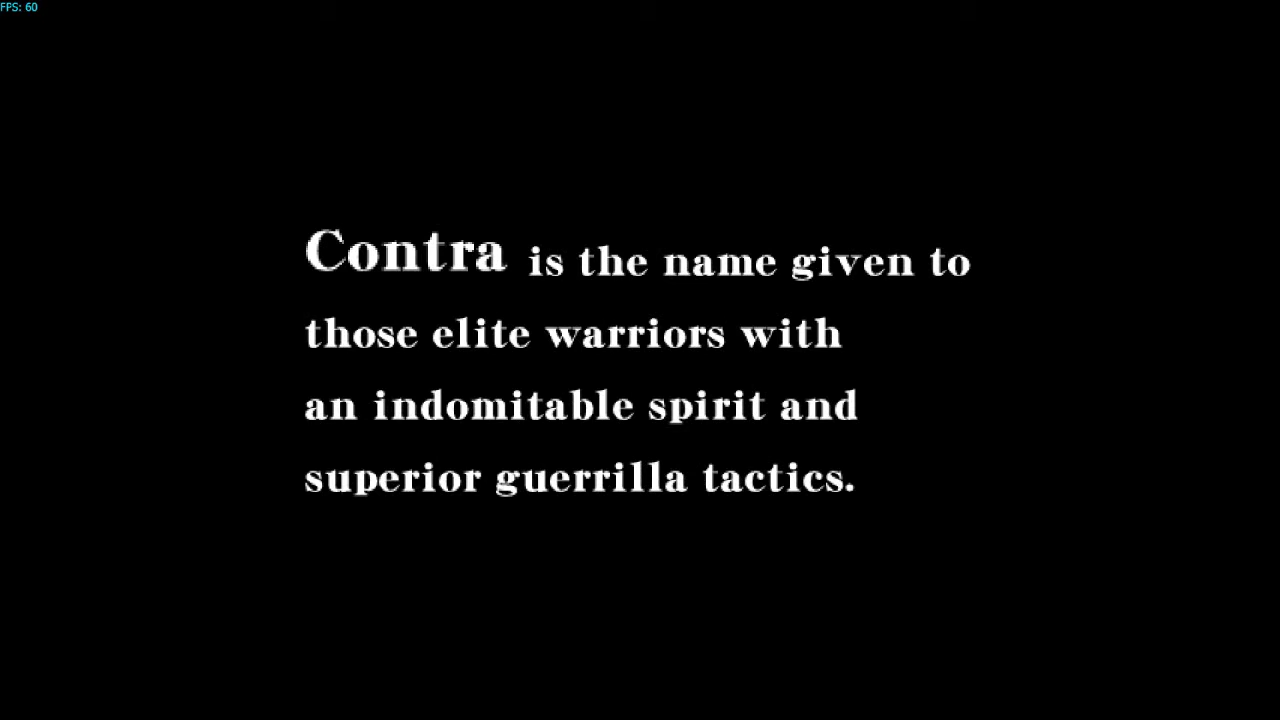 FPS: 60
Contra is the name given to
those elite warriors with
an indomitable spirit and
superior guerrilla tactics.